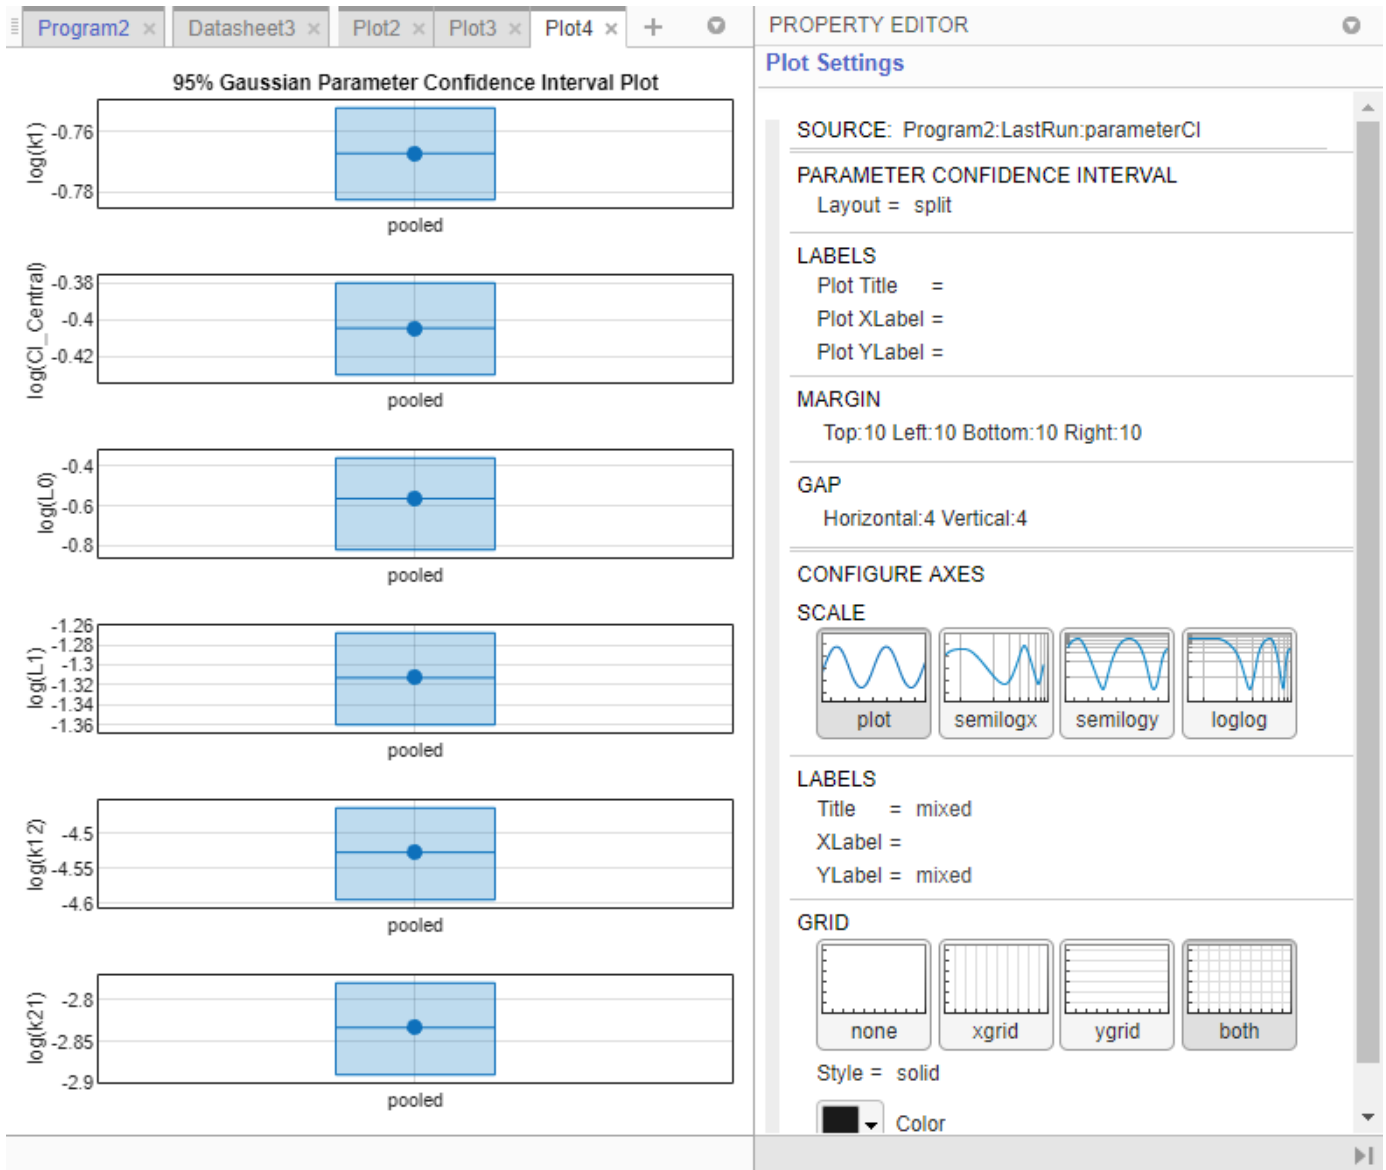 Program2 × Datasheet3 × Plot2 × Plot3 × Plot4 × +
95% Gaussian Parameter Confidence Interval Plot
log(k1)
-0.76
-0.78
pooled
log(Cl_Central)
-0.38
-0.4
-0.42
pooled
log(L0)
-0.4
-0.6
-0.8
pooled
log(L1)
-1.26
-1.28
-1.3
-1.32
-1.34
-1.36
pooled
log(k12)
-4.5
-4.55
-4.6
pooled
log(k21)
-2.8
-2.85
-2.9
pooled
PROPERTY EDITOR
Plot Settings
SOURCE: Program2:LastRun:parameterCI
PARAMETER CONFIDENCE INTERVAL
Layout = split
LABELS
Plot Title =
Plot XLabel =
Plot YLabel =
MARGIN
Top:10 Left:10 Bottom:10 Right:10
GAP
Horizontal:4 Vertical:4
CONFIGURE AXES
SCALE
plot semilogx semilogy loglog
LABELS
Title = mixed
XLabel =
YLabel = mixed
GRID
none xgrid ygrid both
Style = solid
Color